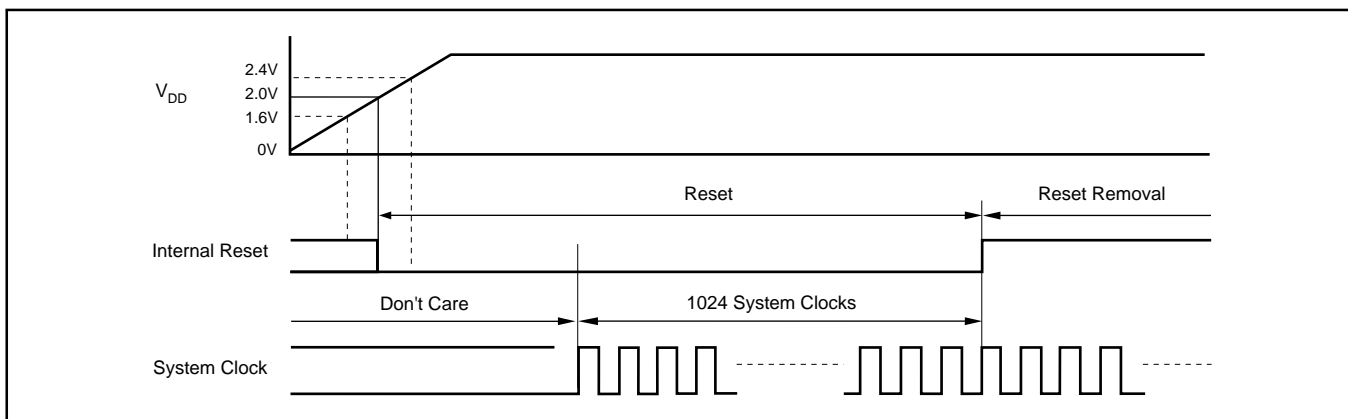 2.4V
V_DD
2.0V
1.6V
0V
Reset
Reset Removal
Internal Reset
Don't Care
1024 System Clocks
System Clock